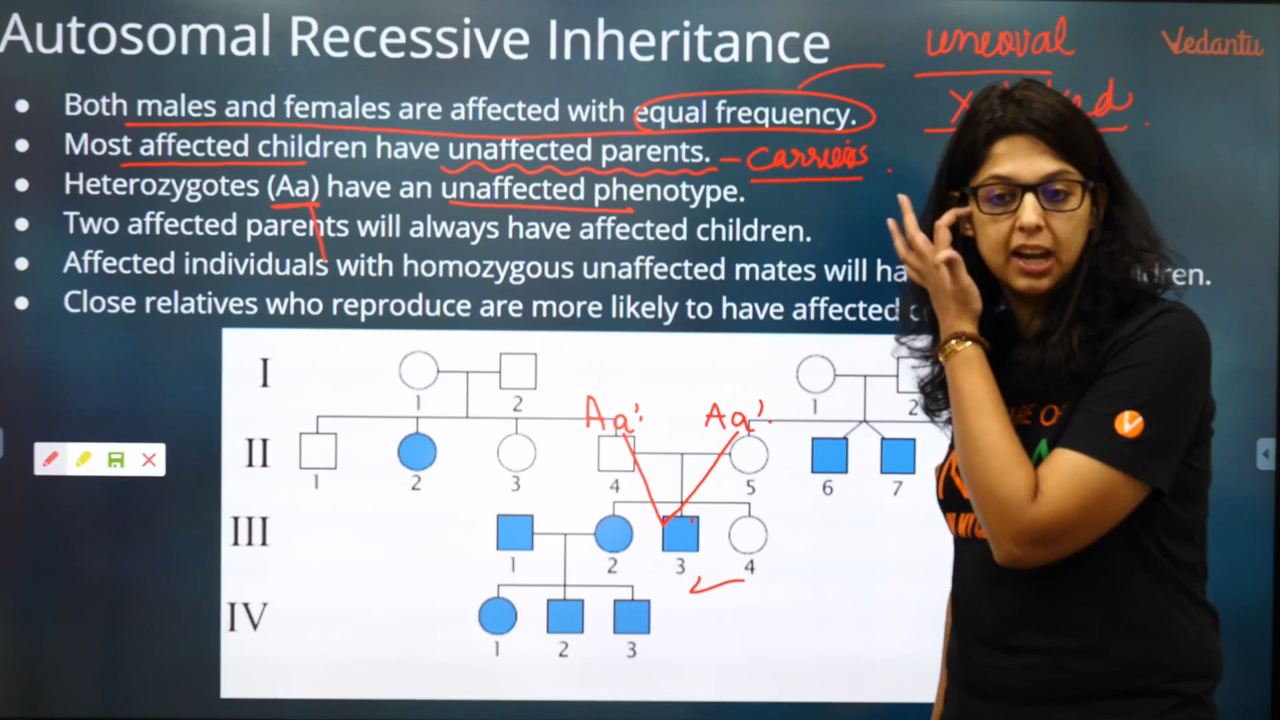 Autosomal Recessive Inheritance
uneoval
Vedantu
Both males and females are affected with equal frequency.
Most affected children have unaffected parents. – carriers.
Heterozygotes (Aa) have an unaffected phenotype.
Two affected parents will always have affected children.
Affected individuals with homozygous unaffected mates will
Close relatives who reproduce are more likely to have affected
I
1
2
1
2
Aa'
Aa'
II
1
2
3
4
5
6
7
III
1
2
3
4
IV
1
2
3